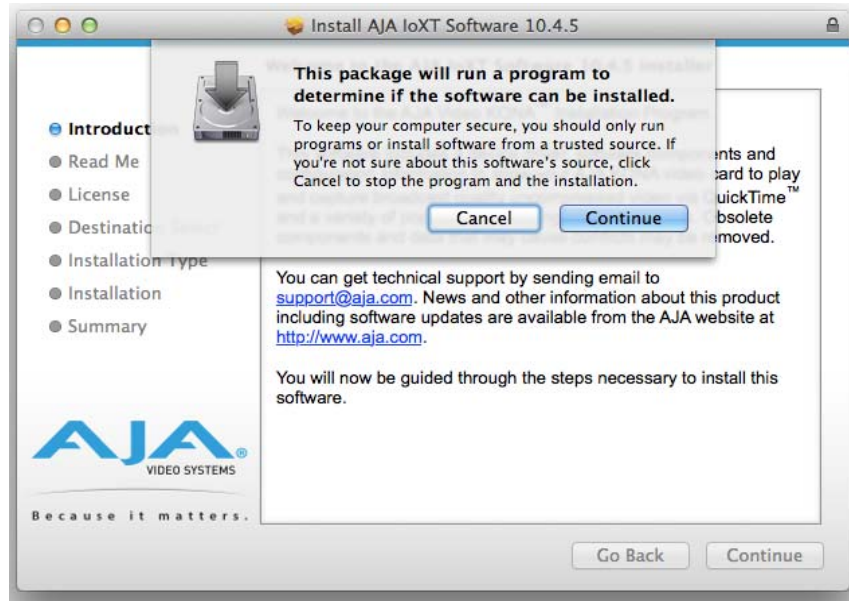 Install AJA IoXT Software 10.4.5
This package will run a program to
determine if the software can be installed.
To keep your computer secure, you should only run
programs or install software from a trusted source. If
you're not sure about this software's source, click
Cancel to stop the program and the installation.
Cancel
Continue
Introduct
Read Me
License
Destination
Installation Type
Installation
Summary
ents and
card to play
uickTime™
Obsolete
emoved.
You can get technical support by sending email to
support@aja.com. News and other information about this product
including software updates are available from the AJA website at
http://www.aja.com.
You will now be guided through the steps necessary to install this
software.
AJA®
VIDEO SYSTEMS
Because it matters.
Go Back
Continue